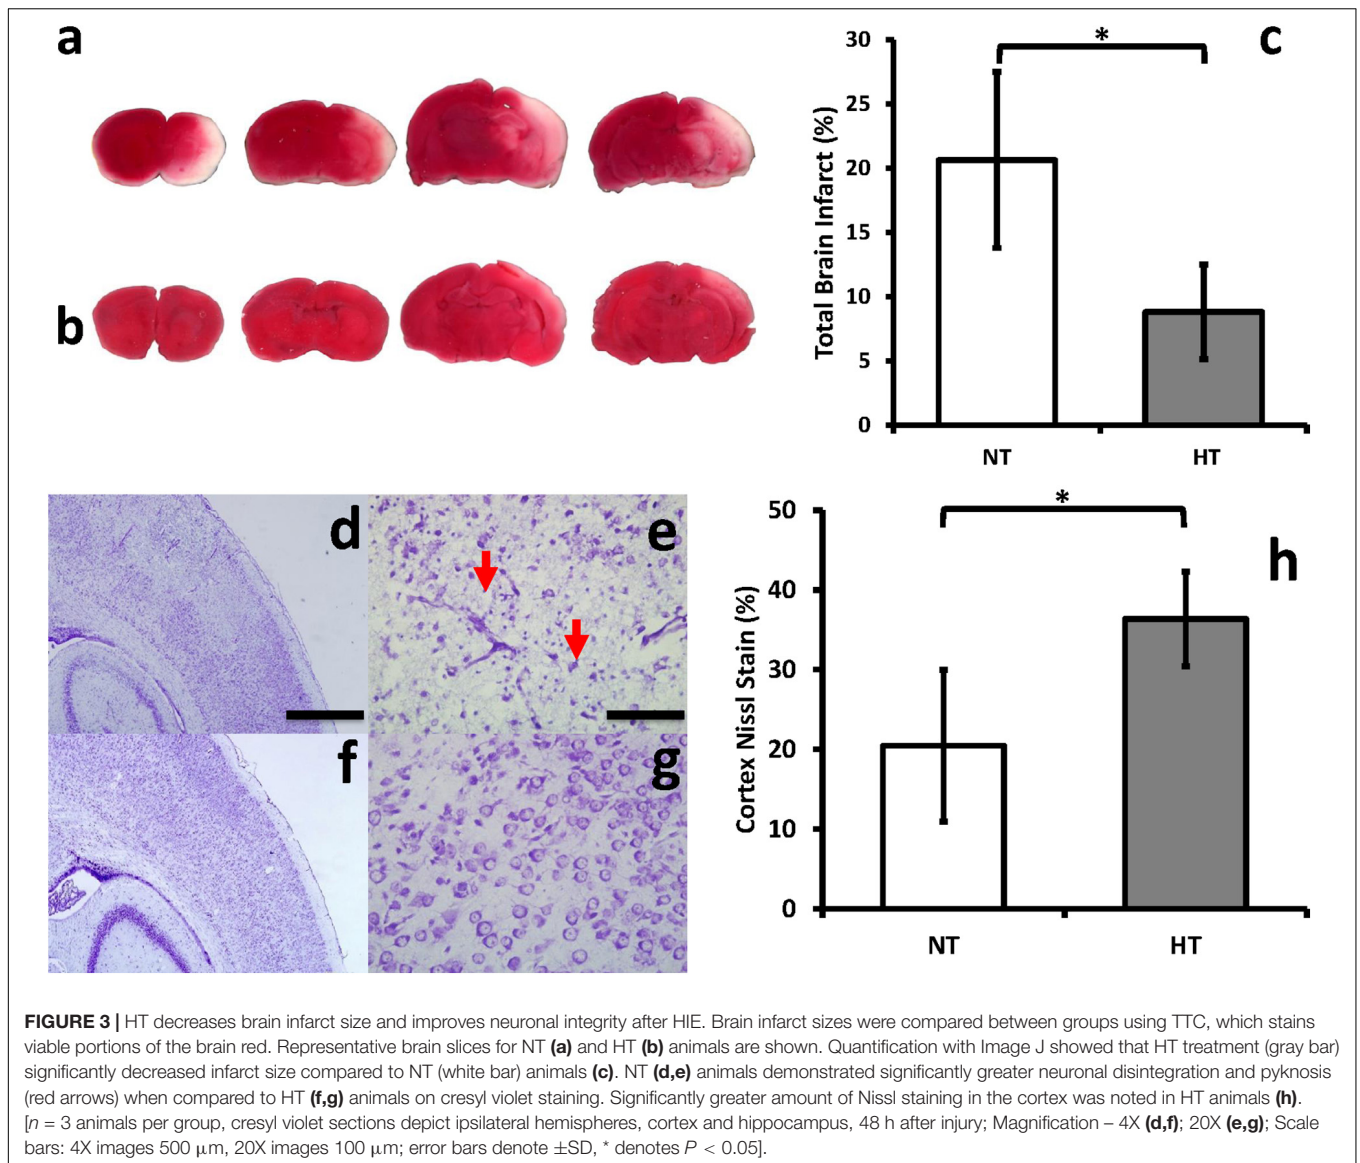 a
b
c
30
25
20
15
10
5
0
Total Brain Infarct (%)
*
NT HT
d
e
f
g
h
50
40
30
20
10
0
Cortex Nissl Stain (%)
*
NT HT
FIGURE 3 | HT decreases brain infarct size and improves neuronal integrity after HIE. Brain infarct sizes were compared between groups using TTC, which stains
viable portions of the brain red. Representative brain slices for NT (a) and HT (b) animals are shown. Quantification with Image J showed that HT treatment (gray bar)
significantly decreased infarct size compared to NT (white bar) animals (c). NT (d,e) animals demonstrated significantly greater neuronal disintegration and pyknosis
(red arrows) when compared to HT (f,g) animals on cresyl violet staining. Significantly greater amount of Nissl staining in the cortex was noted in HT animals (h).
[n = 3 animals per group, cresyl violet sections depict ipsilateral hemispheres, cortex and hippocampus, 48 h after injury; Magnification – 4X (d,f); 20X (e,g); Scale
bars: 4X images 500 μm, 20X images 100 μm; error bars denote ±SD, * denotes P < 0.05].